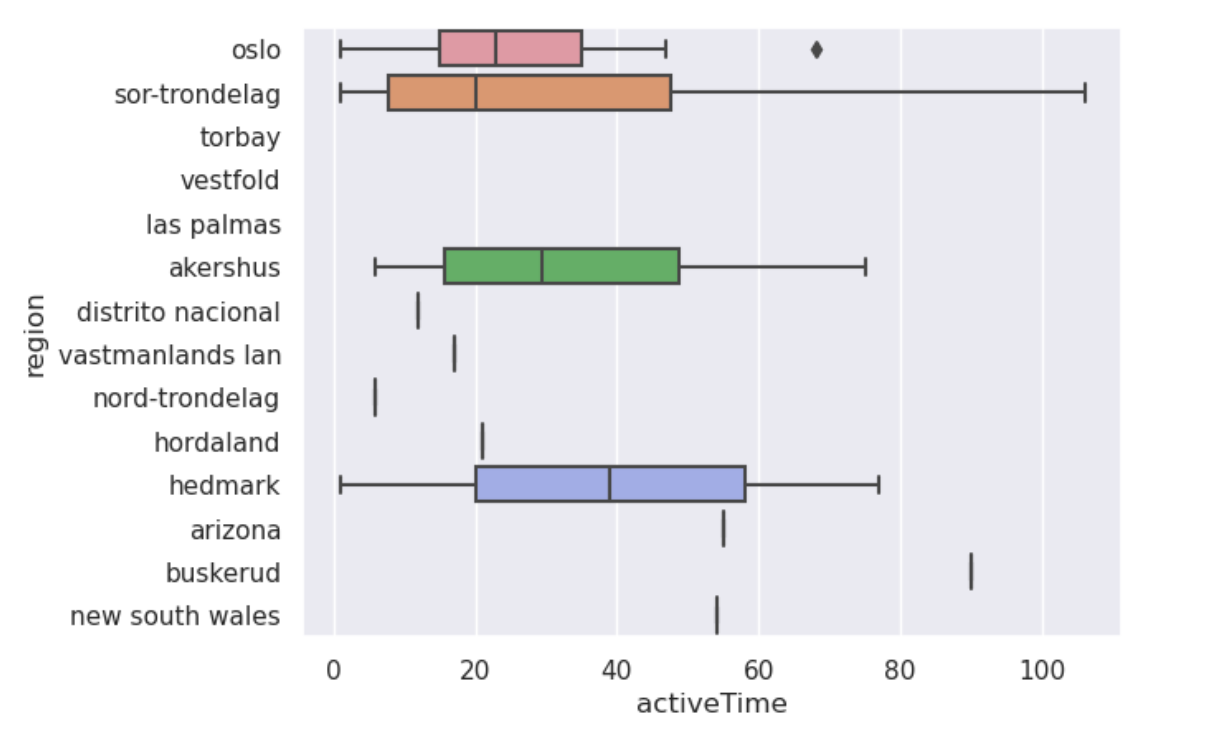 oslo
sor-trondelag
torbay
vestfold
las palmas
akershus
distrito nacional
region
vastmanlands lan
nord-trondelag
hordaland
hedmark
arizona
buskerud
new south wales
0 20 40 60 80 100
activeTime